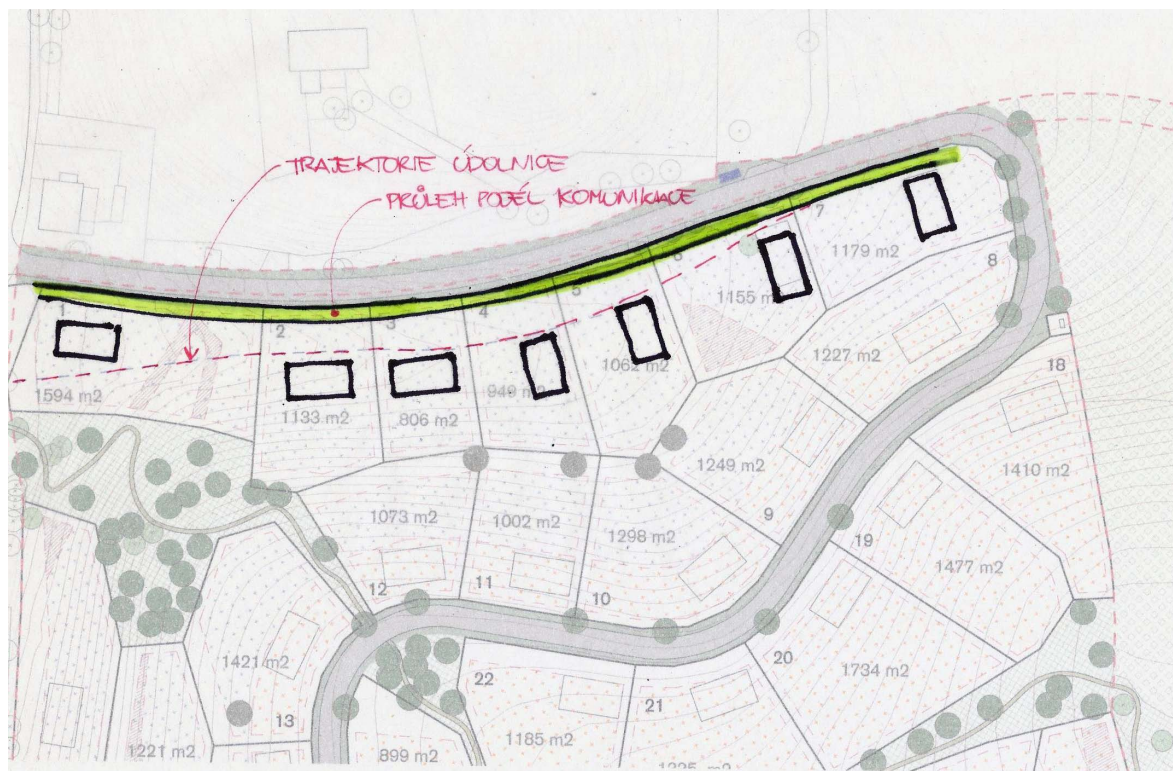 TRAJEKTORIE ÚDOLNICE
PRŮLEH PODÉL KOMUNIKACE
1
2
3
4
5
6
7
8
1594 m2
1133 m2
806 m2
949 m2
1062 m2
1155 m2
1179 m2
1227 m2
18
1410 m2
1249 m2
9
1073 m2
12
1002 m2
11
1298 m2
10
19
1477 m2
20
1734 m2
1421 m2
13
22
21
1221 m2
899 m2
1185 m2